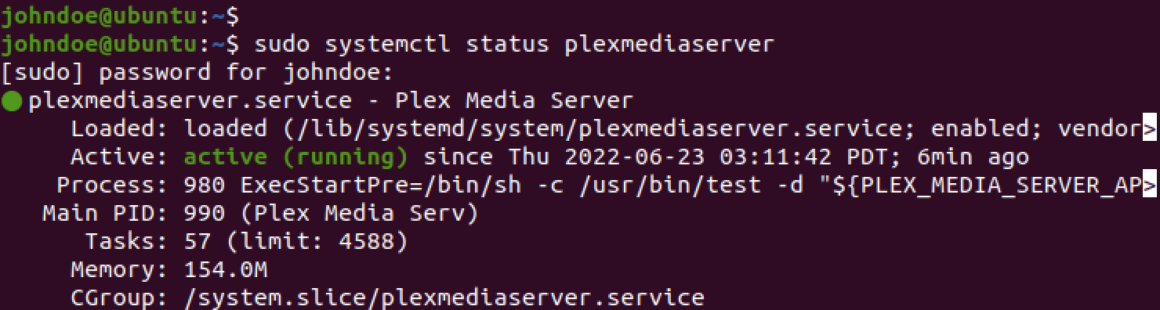 johndoe@ubuntu:~$
johndoe@ubuntu:~$ sudo systemctl status plexmediaserver
[sudo] password for johndoe:
● plexmediaserver.service - Plex Media Server
     Loaded: loaded (/lib/systemd/system/plexmediaserver.service; enabled; vendor>
     Active: active (running) since Thu 2022-06-23 03:11:42 PDT; 6min ago
    Process: 980 ExecStartPre=/bin/sh -c /usr/bin/test -d "${PLEX_MEDIA_SERVER_AP>
   Main PID: 990 (Plex Media Serv)
      Tasks: 57 (limit: 4588)
     Memory: 154.0M
     CGroup: /system.slice/plexmediaserver.service